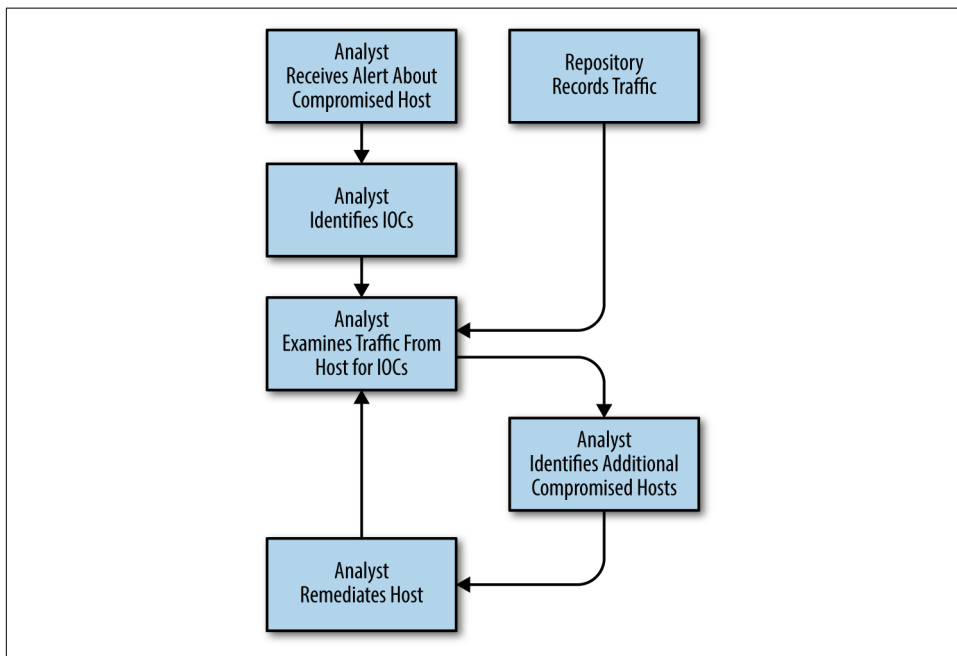 Analyst
Receives Alert About
Compromised Host
Repository
Records Traffic
Analyst
Identifies IOCs
Analyst
Examines Traffic From
Host for IOCs
Analyst
Identifies Additional
Compromised Hosts
Analyst
Remediates Host